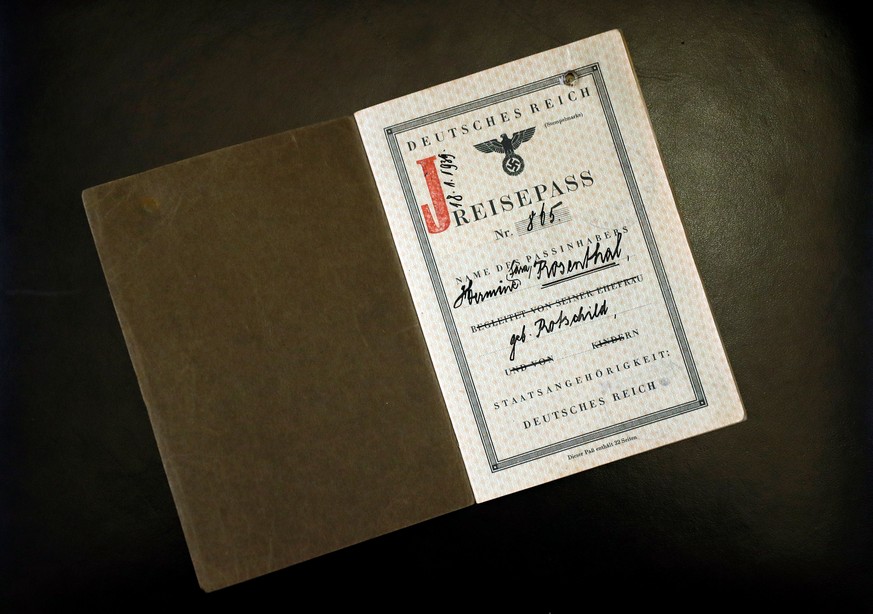 DEUTSCHES REICH
(Stempelmarke)
J
18.1.1939.
REISEPASS
Nr. 865.
NAME DES PASSINHABERS
Hermine Sara Rosenthal,
BEGLEITET VON SEINER EHEFRAU
geb. Rotschild,
UND VON KINDERN
STAATSANGEHÖRIGKEIT:
DEUTSCHES REICH
Dieser Paß enthält 32 Seiten